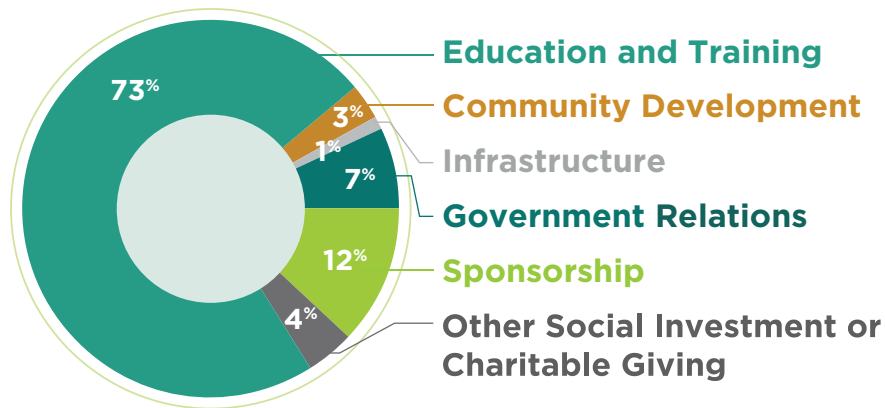 73%
Education and Training
3%
Community Development
1%
Infrastructure
7%
Government Relations
12%
Sponsorship
4%
Other Social Investment or
Charitable Giving